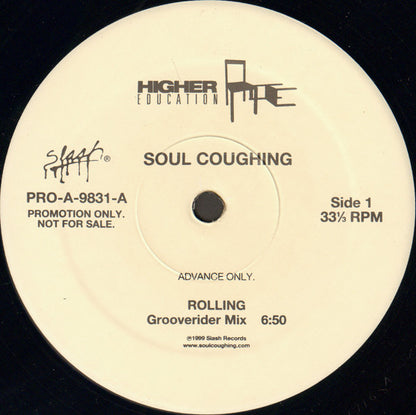 HIGHER
EDUCATION
Slash ®
SOUL COUGHING
PRO-A-9831-A
PROMOTION ONLY.
NOT FOR SALE.
Side 1
33⅓ RPM
ADVANCE ONLY.
ROLLING
Grooverider Mix 6:50
℗1999 Slash Records
www.soulcoughing.com